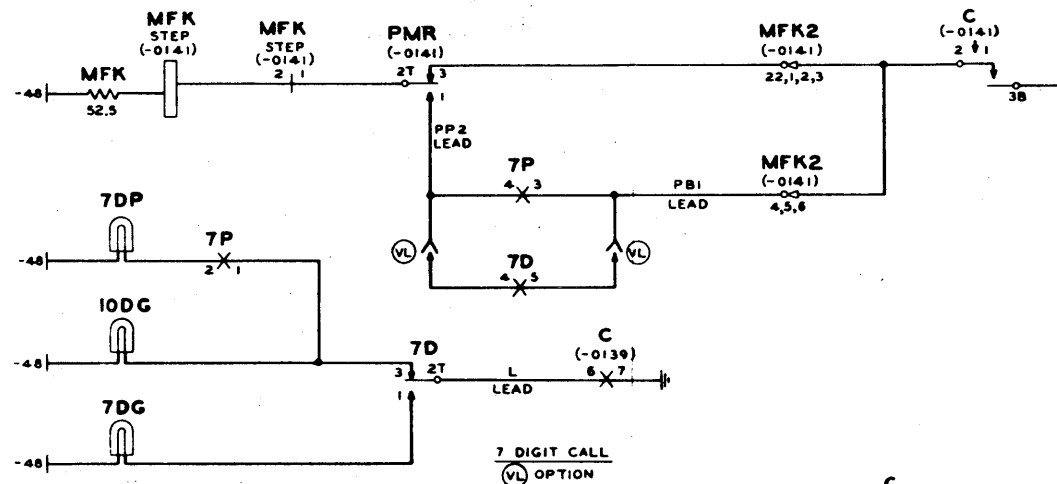 MFK
STEP
(-0141)
MFK
STEP
(-0141)
2 1
PMR
(-0141)
2T 3
1
MFK2
(-0141)
22,1,2,3
C
(-0141)
2 1
3B
MFK
-48
52.5
PP2
LEAD
7P
4 3
PB1
LEAD
MFK2
(-0141)
4,5,6
7DP
-48
7P
2 1
VL
VL
7D
4 5
10DG
-48
7D
3 2T
1
L
LEAD
C
(-0139)
6 7
7DG
-48
7 DIGIT CALL
VL OPTION
C